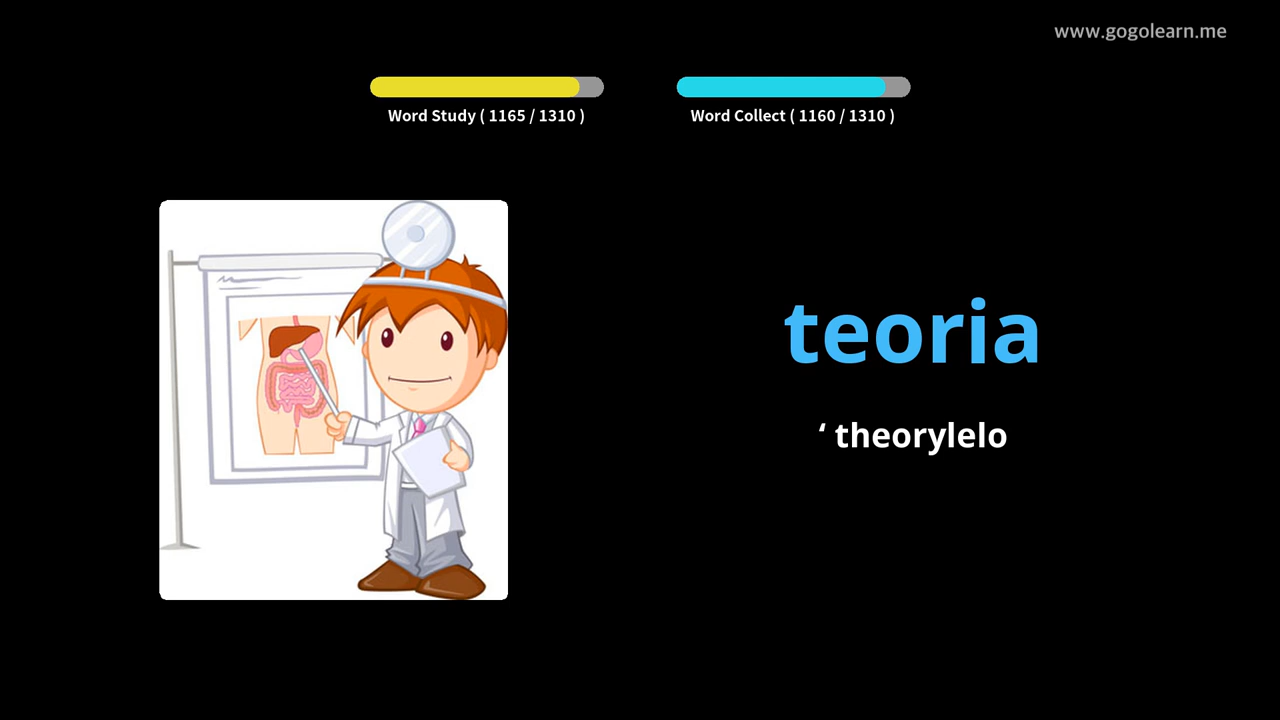 www.gogolearn.me
Word Study ( 1165 / 1310 )
Word Collect ( 1160 / 1310 )
teoria
‘ theorylelo